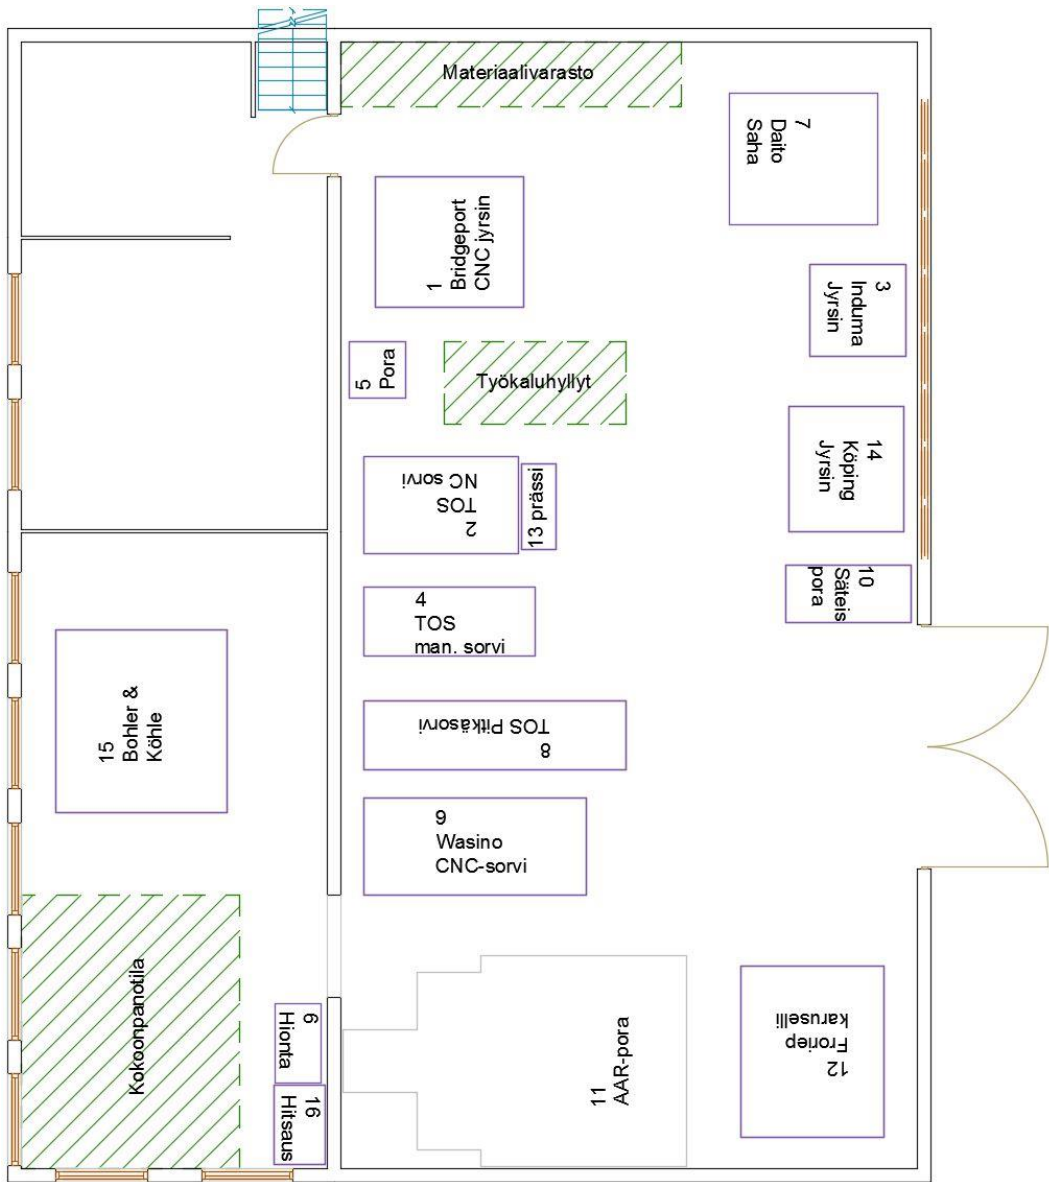 Materiaalivarasto
7
Daito
Saha
1
Bridgeport
CNC jyrsin
3
Induma
Jyrsin
5
Pora
Työkaluhyllyt
14
Köping
Jyrsin
2
TOS
NC sorvi
13 prässi
10
Säteis
pora
4
TOS
man. sorvi
15
Bohler &
Köhle
8
TOS Pitkäsorvi
9
Wasino
CNC-sorvi
Kokoonpanotila
6
Hionta
16
Hitsaus
11
AAR-pora
12
Froriep
karuselli